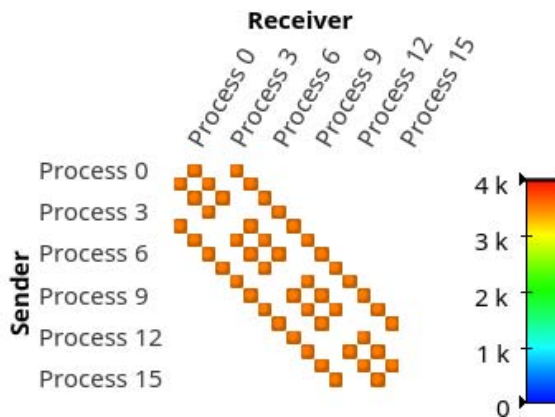 Receiver
Process 0
Process 3
Process 6
Process 9
Process 12
Process 15
Sender
Process 0
Process 3
Process 6
Process 9
Process 12
Process 15
4 k
3 k
2 k
1 k
0